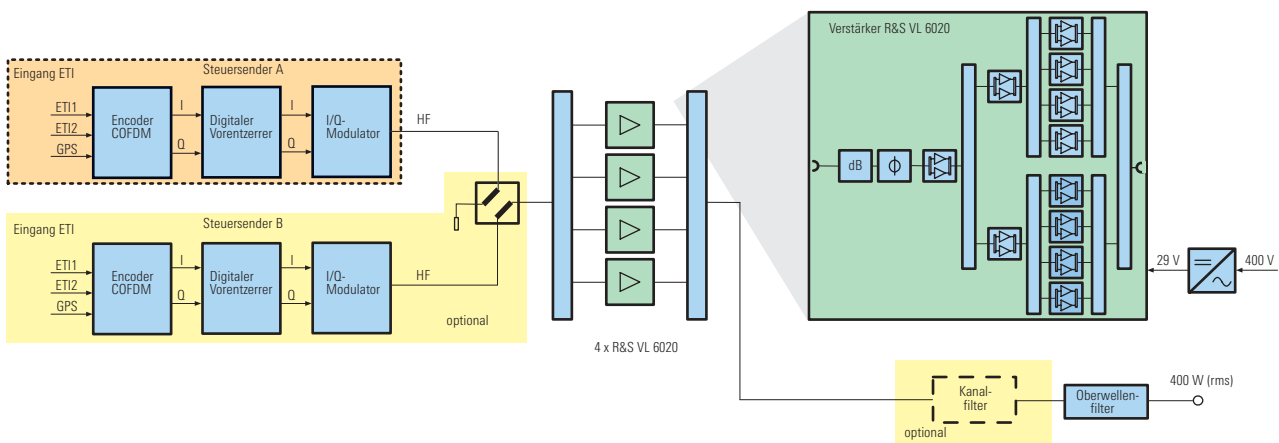 Eingang ETI
Steuersender A
ETI1
ETI2
GPS
Encoder
COFDM
I
Q
Digitaler
Vorentzerrer
I
Q
I/Q-
Modulator
HF
Eingang ETI
Steuersender B
ETI1
ETI2
GPS
Encoder
COFDM
I
Q
Digitaler
Vorentzerrer
I
Q
I/Q-
Modulator
HF
optional
4 x R&S VL 6020
Verstärker R&S VL 6020
dB
ϕ
29 V
400 V
Kanal-
filter
optional
Oberwellen-
filter
400 W (rms)